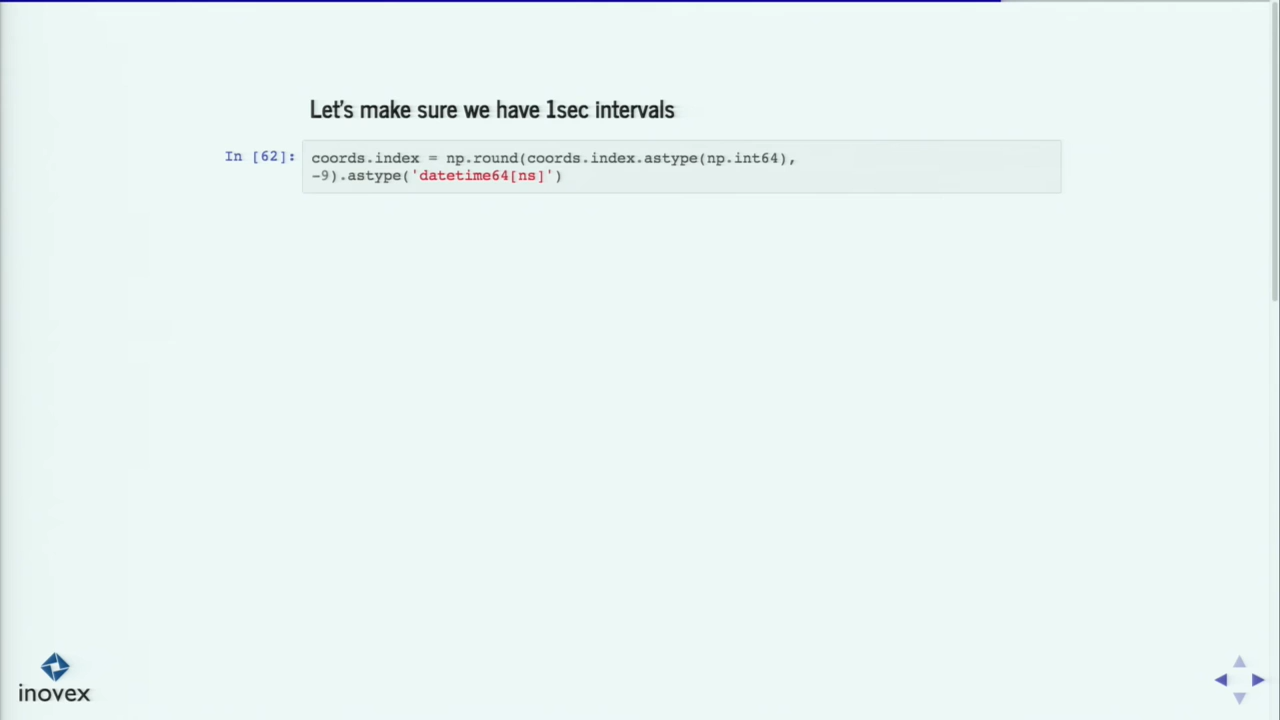 Let's make sure we have 1sec intervals
In [62]: coords.index = np.round(coords.index.astype(np.int64),
-9).astype('datetime64[ns]')
inovex